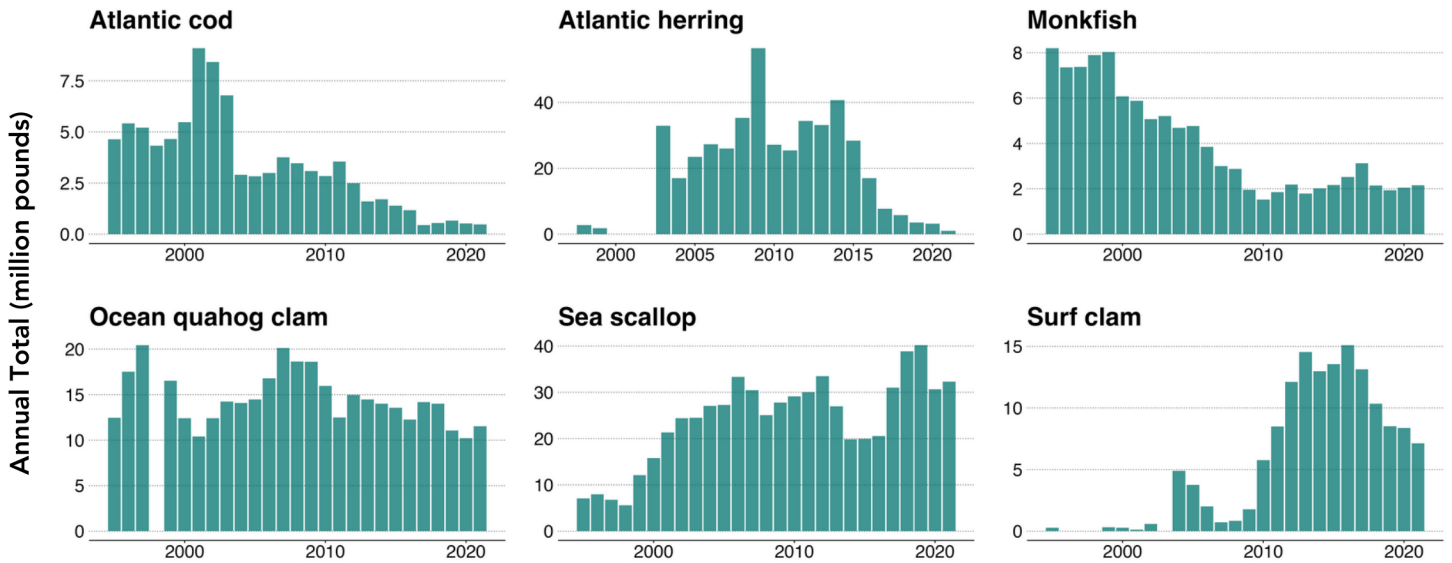 Annual Total (million pounds)
Atlantic cod
7.5
5.0
2.5
0.0
2000 2010 2020
Atlantic herring
40
20
0
2000 2005 2010 2015 2020
Monkfish
8
6
4
2
0
2000 2010 2020
Ocean quahog clam
20
15
10
5
0
2000 2010 2020
Sea scallop
40
30
20
10
0
2000 2010 2020
Surf clam
15
10
5
0
2000 2010 2020